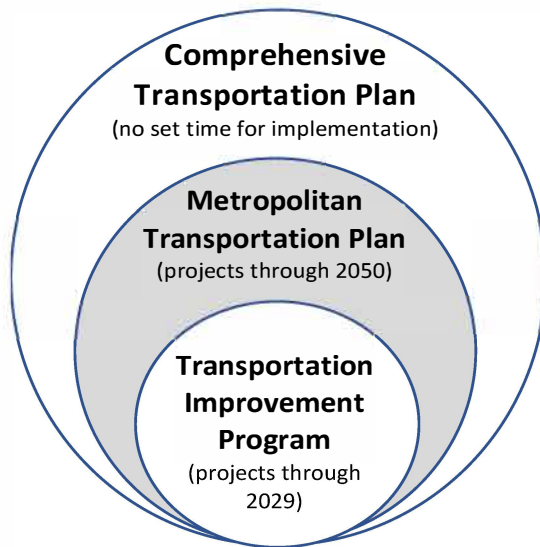 Comprehensive
Transportation Plan
(no set time for implementation)
Metropolitan
Transportation Plan
(projects through 2050)
Transportation
Improvement
Program
(projects through
2029)